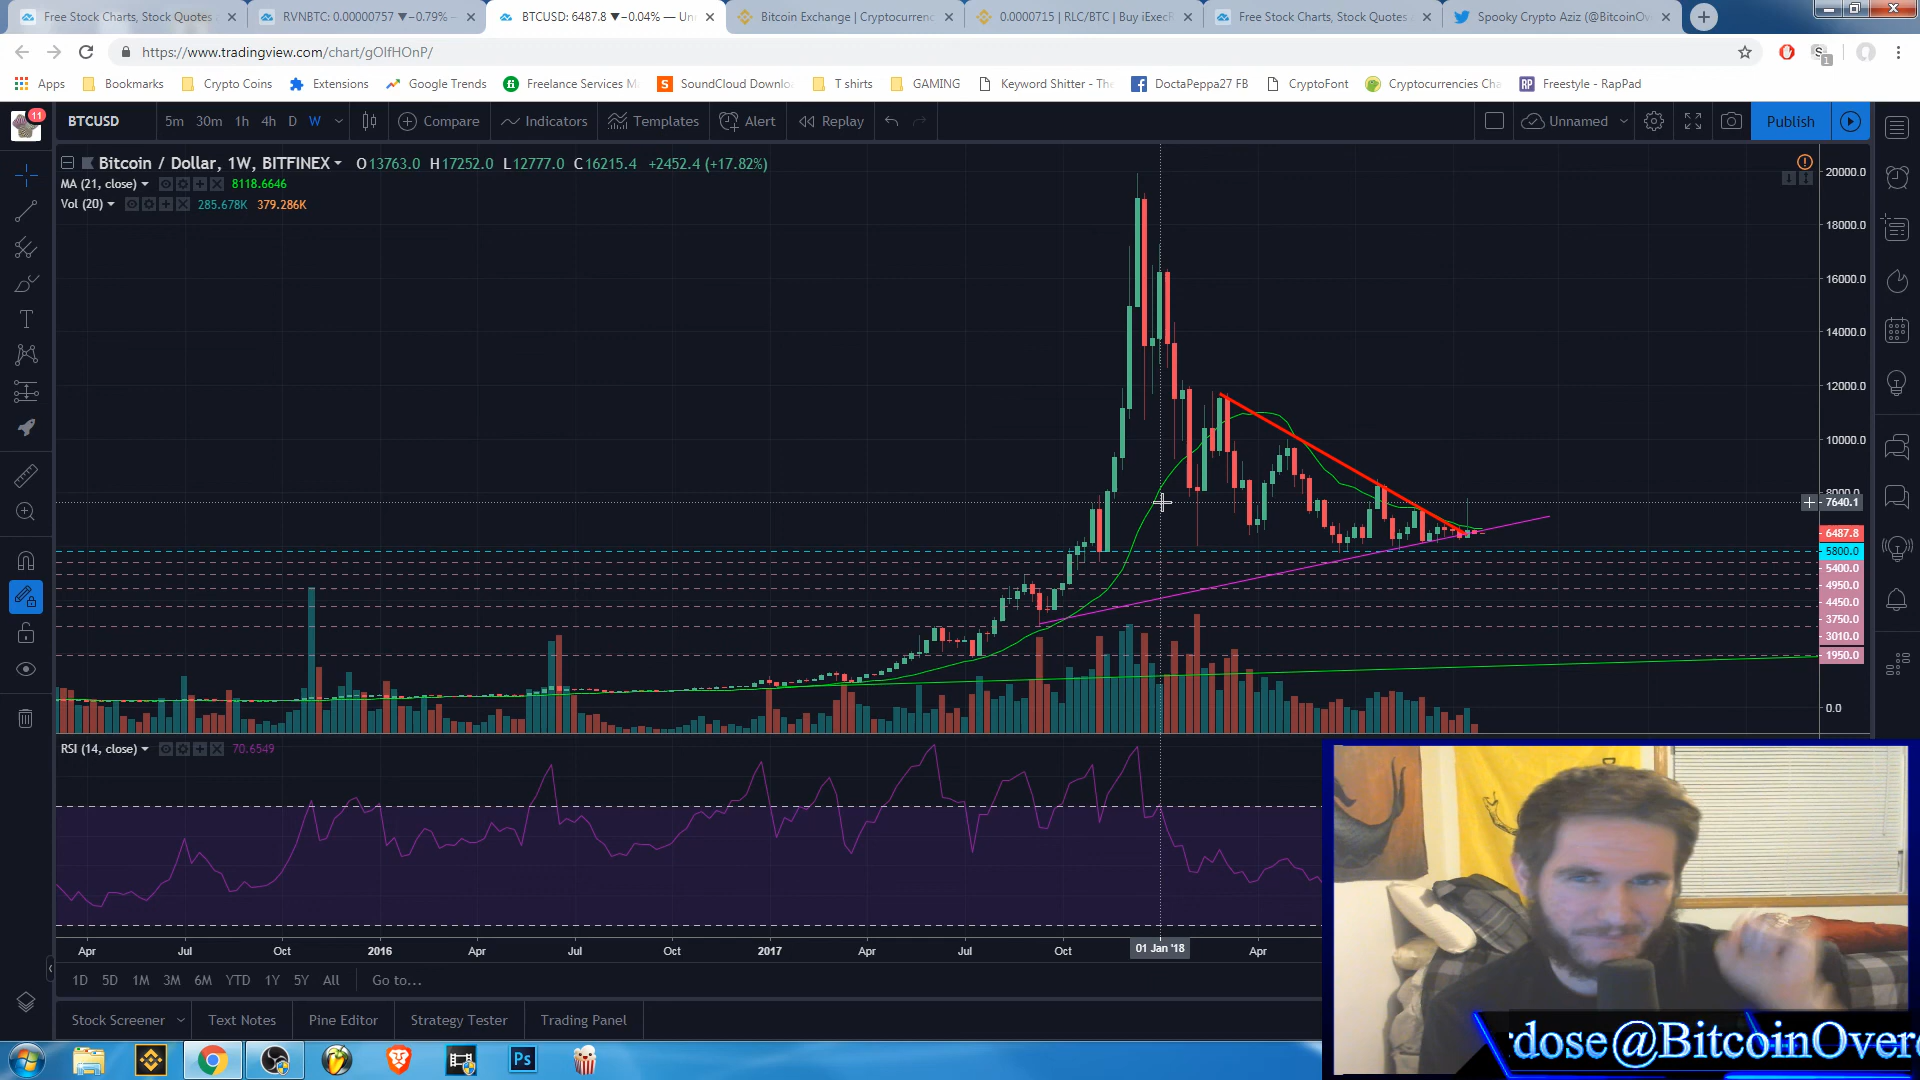 Free Stock Charts, Stock Quotes
RVNBTC: 0.00000757 ▼−0.79%
BTCUSD: 6487.8 ▼−0.04% — Un
Bitcoin Exchange | Cryptocurrenc
0.0000715 | RLC/BTC | Buy iExec
Free Stock Charts, Stock Quotes
Spooky Crypto Aziz (@BitcoinOv
https://www.tradingview.com/chart/gOIfHOnP/
S
1
Apps
Bookmarks
Crypto Coins
Extensions
Google Trends
Freelance Services M
SoundCloud Downlo
T shirts
GAMING
Keyword Shitter - The
DoctaPeppa27 FB
CryptoFont
Cryptocurrencies Cha
RP Freestyle - RapPad
11
BTCUSD
5m 30m 1h 4h D W
Compare
Indicators
Templates
Alert
Replay
Unnamed
Publish
Bitcoin / Dollar, 1W, BITFINEX O13763.0 H17252.0 L12777.0 C16215.4 +2452.4 (+17.82%)
MA (21, close) 8118.6646
Vol (20) 285.678K 379.286K
20000.0
18000.0
16000.0
14000.0
12000.0
10000.0
8000.0
7640.1
6487.8
5800.0
5400.0
4950.0
4450.0
3750.0
3010.0
1950.0
0.0
RSI (14, close) 70.6549
Apr Jul Oct 2016 Apr Jul Oct 2017 Apr Jul Oct 01 Jan '18 Apr
1D 5D 1M 3M 6M YTD 1Y 5Y All Go to...
Stock Screener Text Notes Pine Editor Strategy Tester Trading Panel
Ps
dose@BitcoinOver